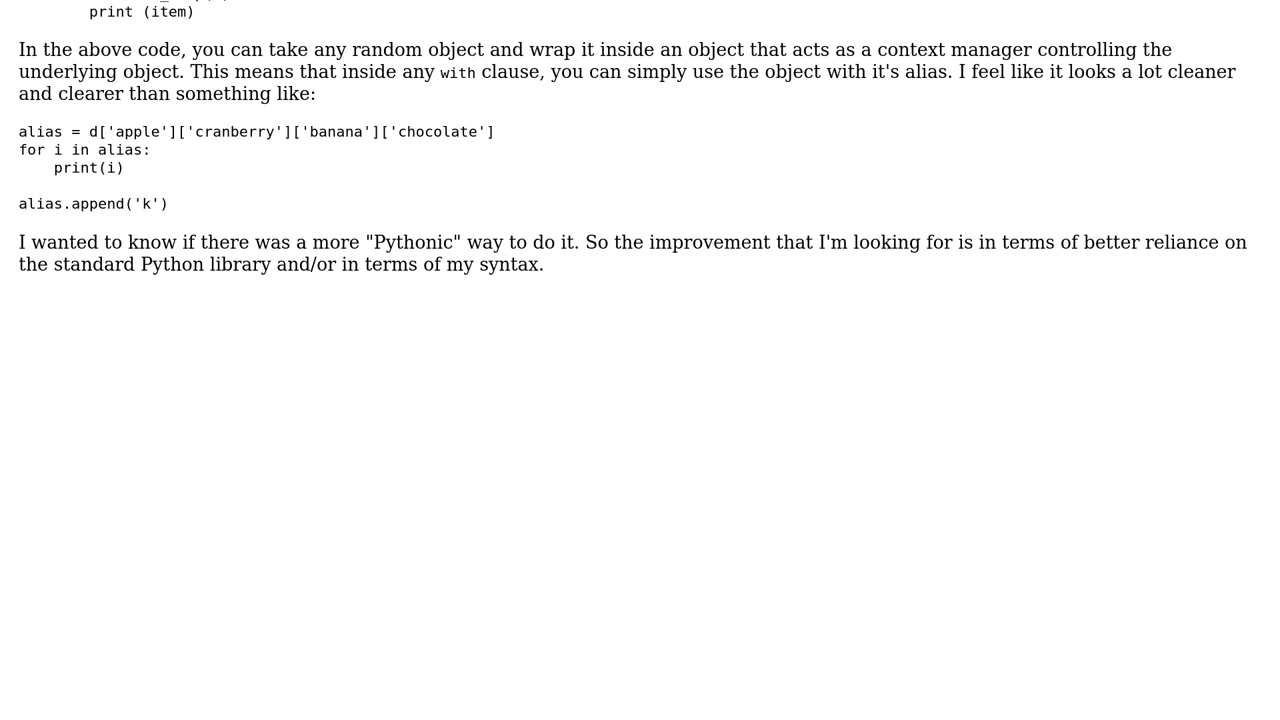 print (item)
In the above code, you can take any random object and wrap it inside an object that acts as a context manager controlling the
underlying object. This means that inside any with clause, you can simply use the object with it's alias. I feel like it looks a lot cleaner
and clearer than something like:
alias = d['apple']['cranberry']['banana']['chocolate']
for i in alias:
    print(i)
alias.append('k')
I wanted to know if there was a more "Pythonic" way to do it. So the improvement that I'm looking for is in terms of better reliance on
the standard Python library and/or in terms of my syntax.